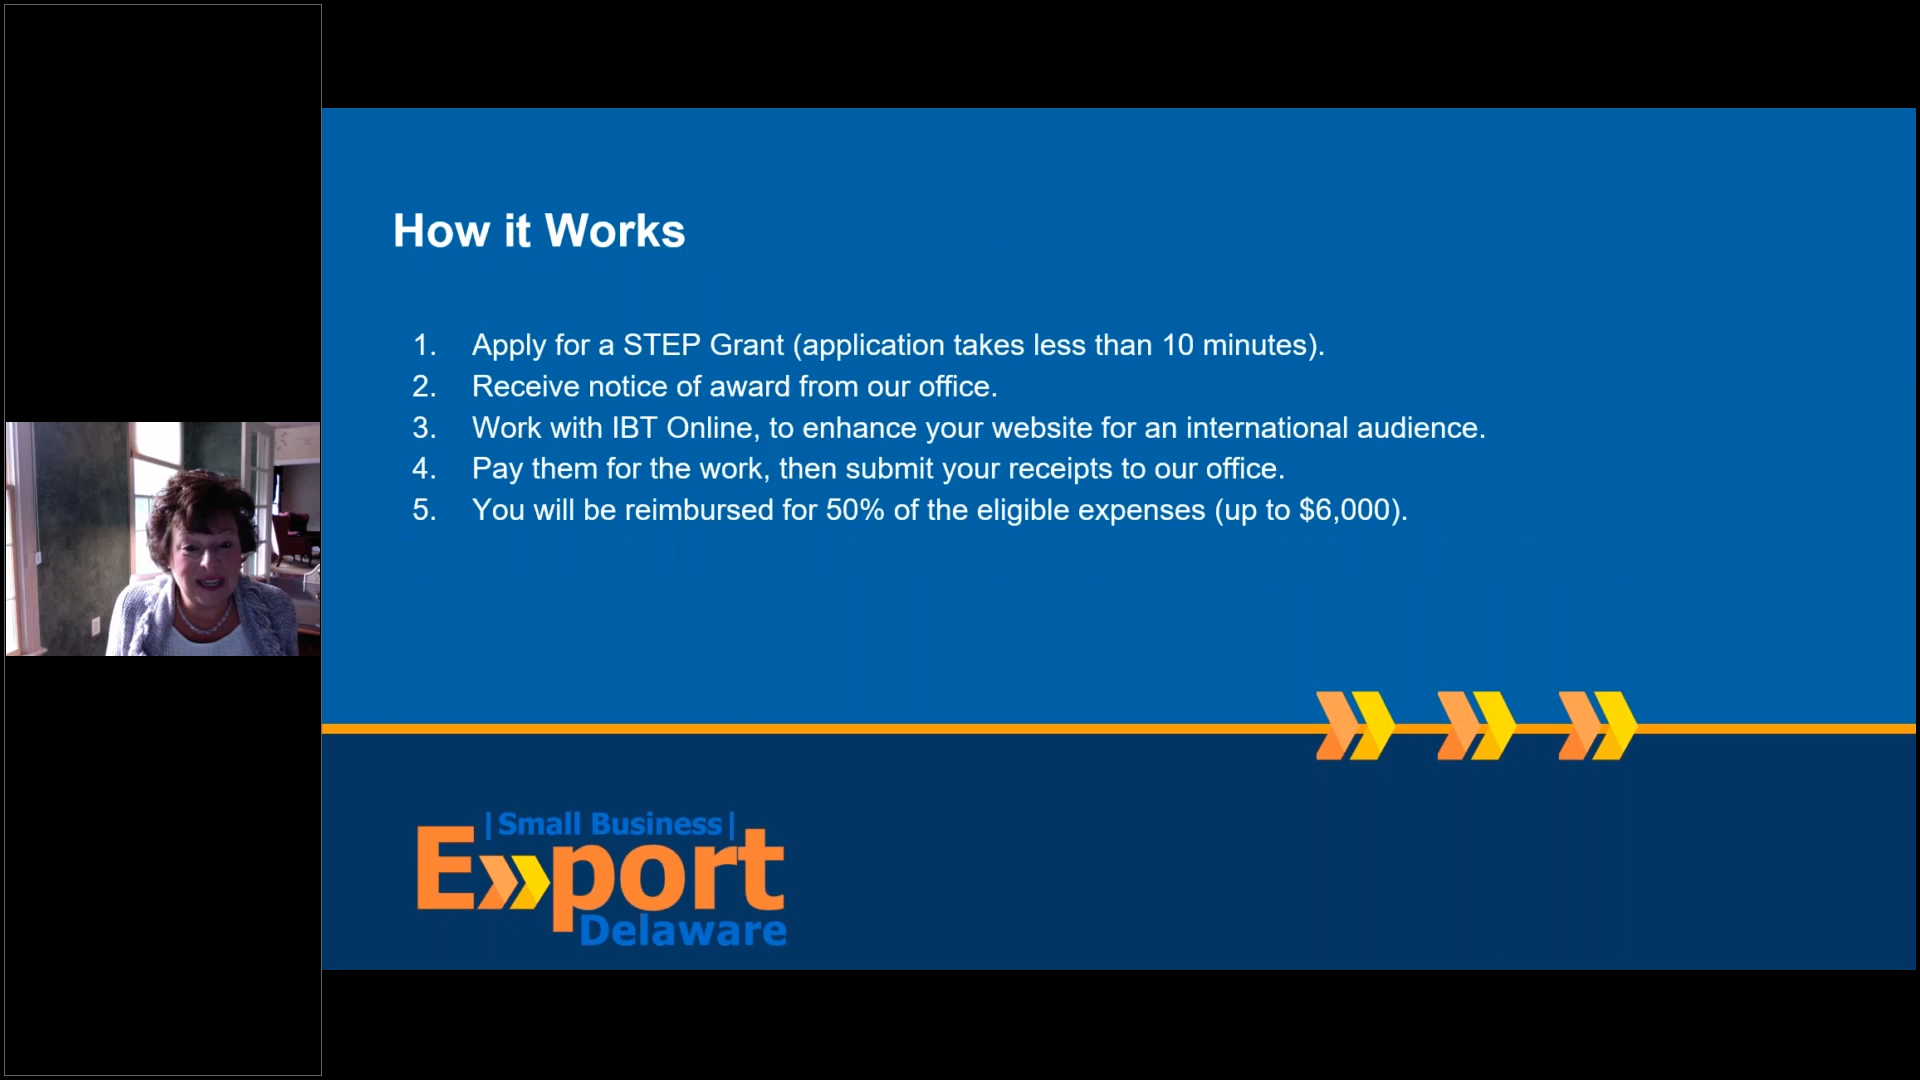 How it Works
1. Apply for a STEP Grant (application takes less than 10 minutes).
2. Receive notice of award from our office.
3. Work with IBT Online, to enhance your website for an international audience.
4. Pay them for the work, then submit your receipts to our office.
5. You will be reimbursed for 50% of the eligible expenses (up to $6,000).
|Small Business|
Export
Delaware